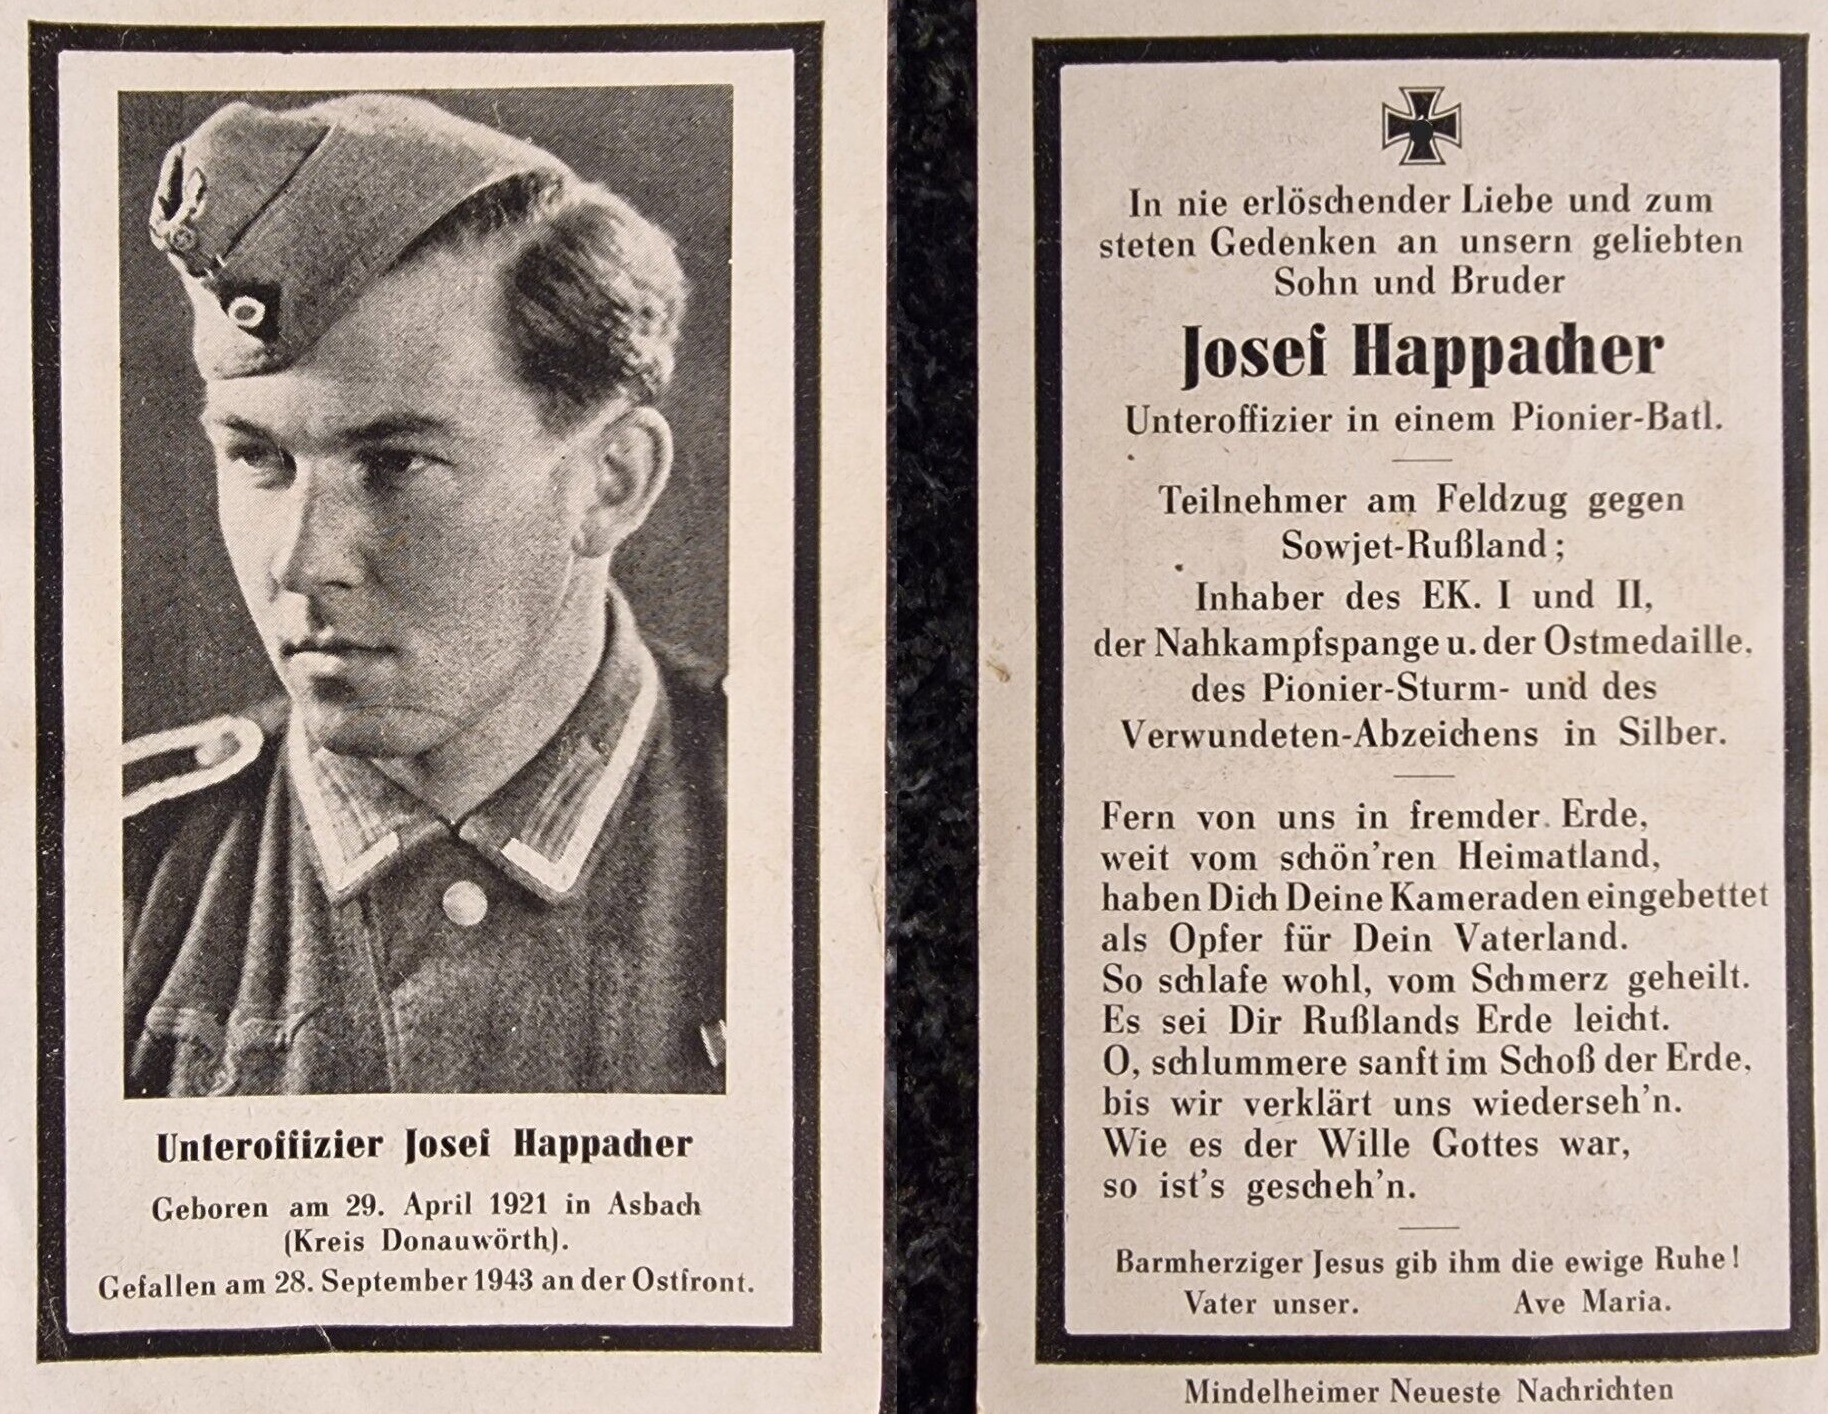 Unteroffizier Josef Happacher
Geboren am 29. April 1921 in Asbach
(Kreis Donauwörth).
Gefallen am 28. September 1943 an der Ostfront.
In nie erlöschender Liebe und zum
steten Gedenken an unsern geliebten
Sohn und Bruder
Josef Happacher
Unteroffizier in einem Pionier-Batl.
Teilnehmer am Feldzug gegen
Sowjet-Rußland;
Inhaber des EK. I und II,
der Nahkampfspange u. der Ostmedaille,
des Pionier-Sturm- und des
Verwundeten-Abzeichens in Silber.
Fern von uns in fremder Erde,
weit vom schön'ren Heimatland,
haben Dich Deine Kameraden eingebettet
als Opfer für Dein Vaterland.
So schlafe wohl, vom Schmerz geheilt.
Es sei Dir Rußlands Erde leicht.
O, schlummere sanft im Schoß der Erde,
bis wir verklärt uns wiederseh'n.
Wie es der Wille Gottes war,
so ist's gescheh'n.
Barmherziger Jesus gib ihm die ewige Ruhe!
Vater unser. Ave Maria.
Mindelheimer Neueste Nachrichten